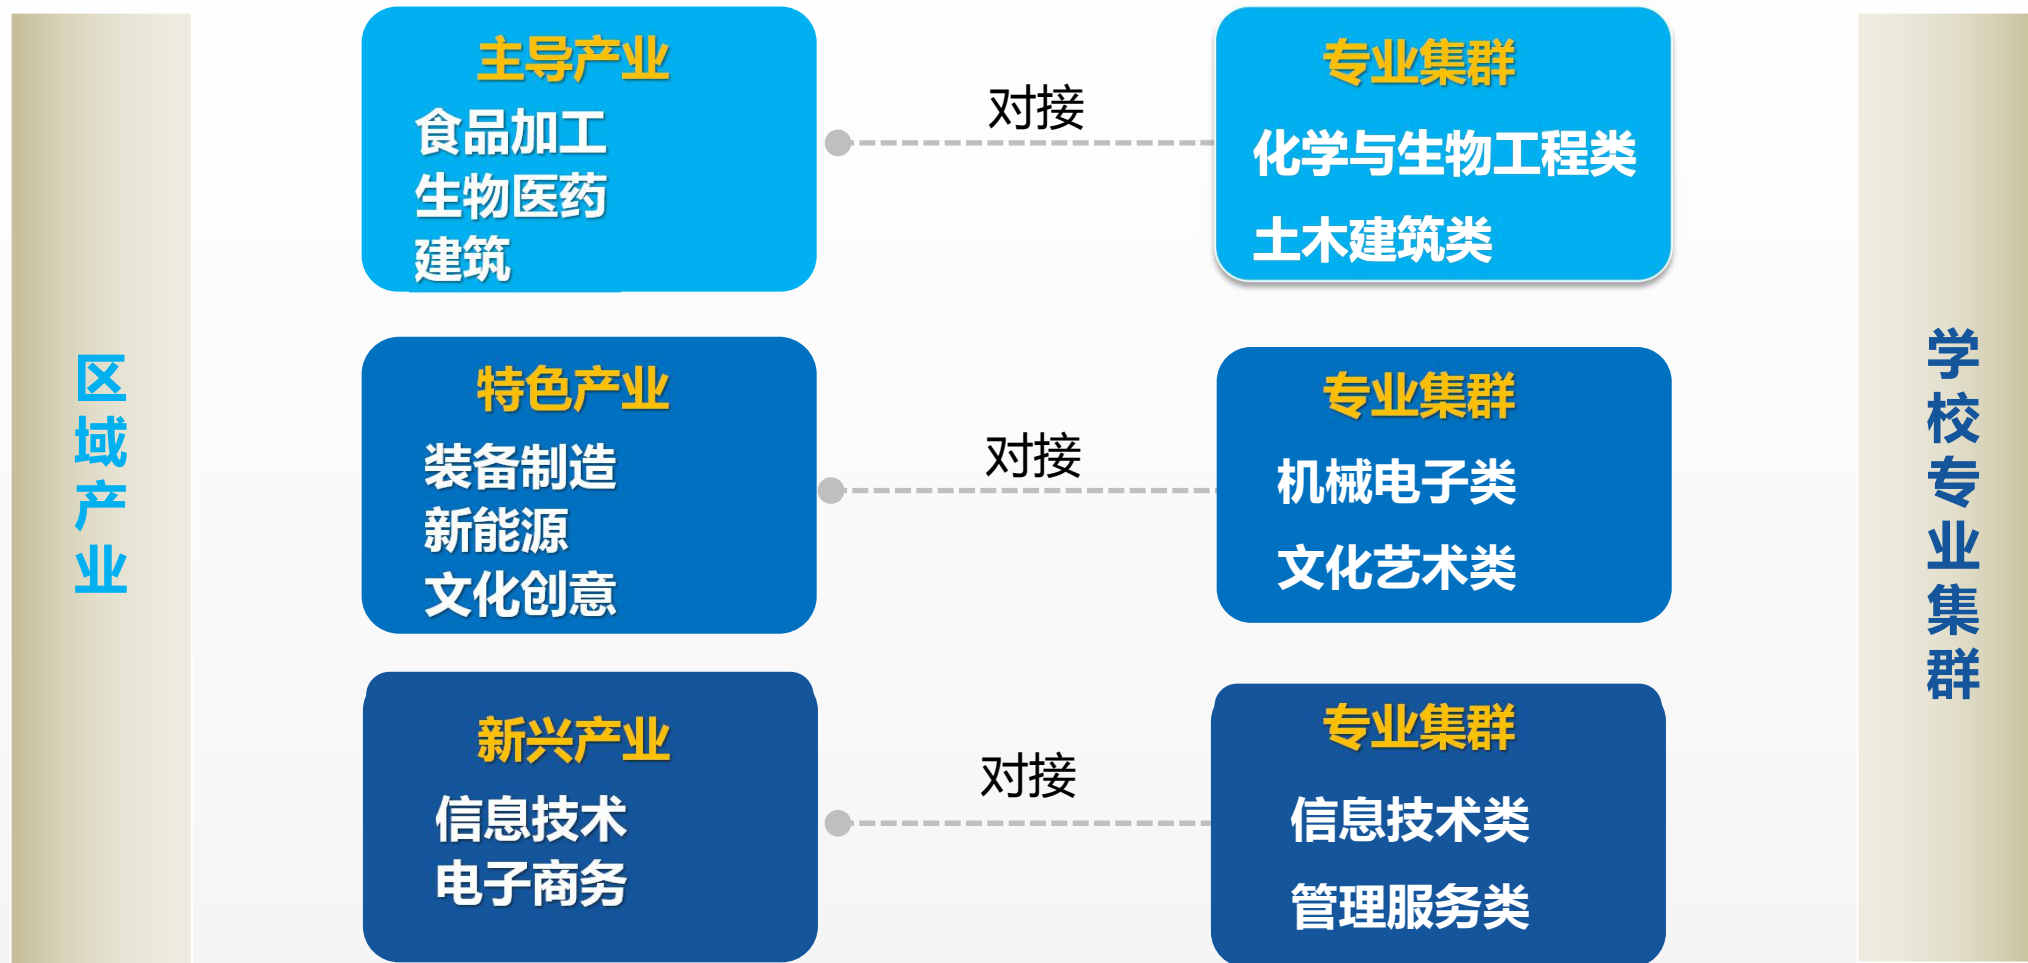 区域产业
主导产业
食品加工
生物医药
建筑
对接
专业集群
化学与生物工程类
土木建筑类
特色产业
装备制造
新能源
文化创意
对接
专业集群
机械电子类
文化艺术类
新兴产业
信息技术
电子商务
对接
专业集群
信息技术类
管理服务类
学校专业集群